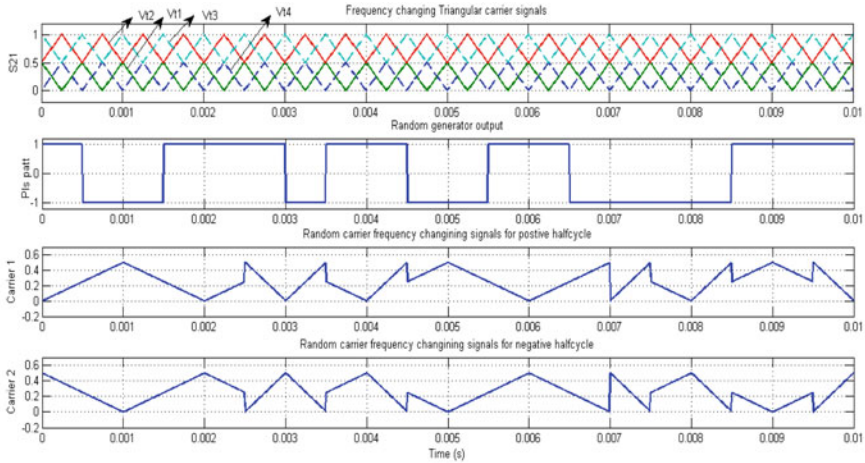 Vt2 Vt1 Vt3 Vt4
Frequency changing Triangular carrier signals
S21
1
0.5
0
0 0.001 0.002 0.003 0.004 0.005 0.006 0.007 0.008 0.009 0.01
Random generator output
Pls patt
1
0.0
-1
0 0.001 0.002 0.003 0.004 0.005 0.006 0.007 0.008 0.009 0.01
Random carrier frequency changining signals for postive halfcycle
Carrier 1
0.6
0.4
0.2
0
-0.2
0 0.001 0.002 0.003 0.004 0.005 0.006 0.007 0.008 0.009 0.01
Random carrier frequency changining signals for negative halfcycle
Carrier 2
0.6
0.4
0.2
0
-0.2
0 0.001 0.002 0.003 0.004 0.005 0.006 0.007 0.008 0.009 0.01
Time (s)